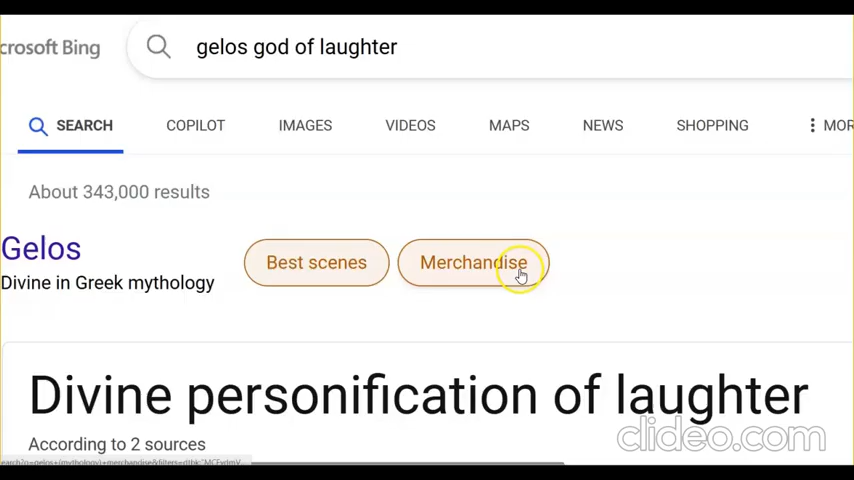 crosoft Bing
gelos god of laughter
SEARCH COPILOT IMAGES VIDEOS MAPS NEWS SHOPPING MOR
About 343,000 results
Gelos
Best scenes Merchandise
Divine in Greek mythology
Divine personification of laughter
According to 2 sources
clideo.com